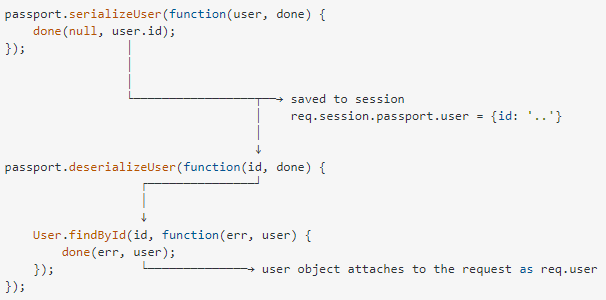 passport.serializeUser(function(user, done) {
    done(null, user.id);
});
saved to session
req.session.passport.user = {id: '..'}
passport.deserializeUser(function(id, done) {
    User.findById(id, function(err, user) {
        done(err, user);
    }); user object attaches to the request as req.user
});